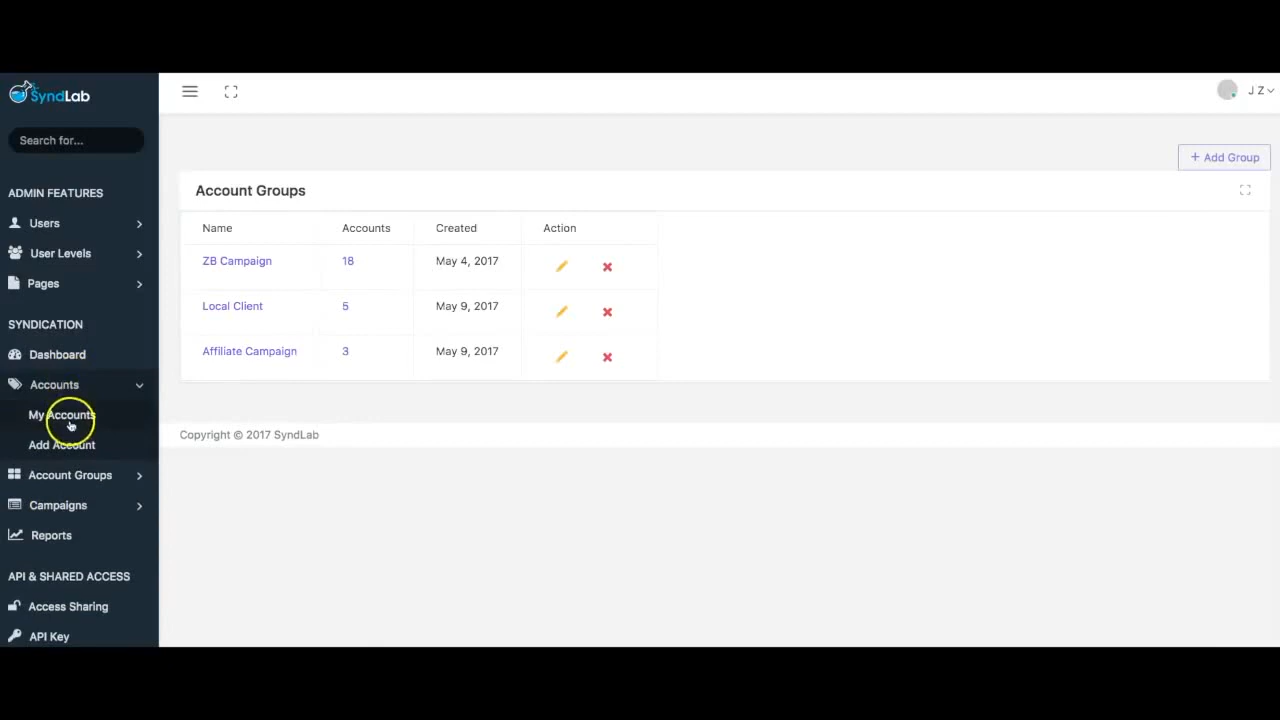 SyndLab
J Z
Search for...
+ Add Group
ADMIN FEATURES
Account Groups
Users
Name Accounts Created Action
User Levels
ZB Campaign 18 May 4, 2017
Pages
Local Client 5 May 9, 2017
SYNDICATION
Dashboard
Affiliate Campaign 3 May 9, 2017
Accounts
My Accounts
Add Account
Copyright © 2017 SyndLab
Account Groups
Campaigns
Reports
API & SHARED ACCESS
Access Sharing
API Key